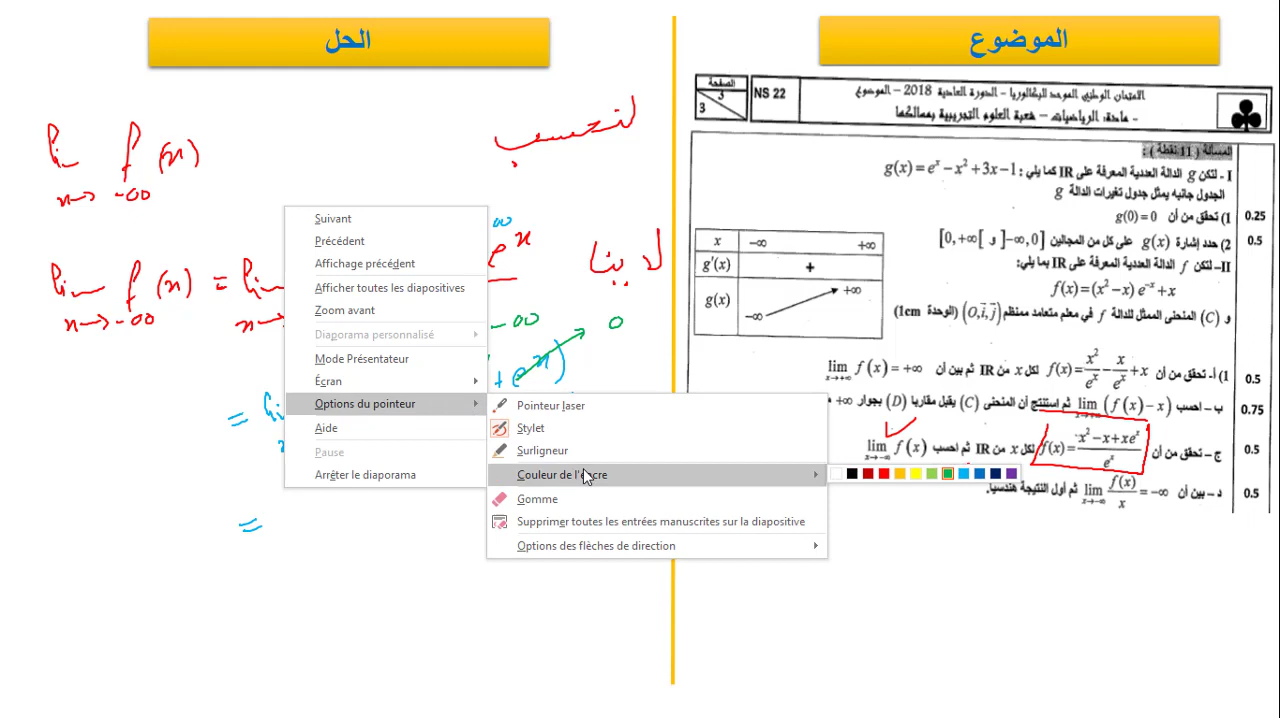 الموضوع
الامتحان الوطني الموحد للبكالوريا - الدورة العادية 2018 - الموضوع
- مادة: الرياضيات - شعبة العلوم التجريبية بمسالكها
NS 22
الصفحة
3
3
المسألة ( 11 نقطة ) :
I - لتكن g الدالة العددية المعرفة على IR كما يلي : g(x) = e^x − x² + 3x − 1
الجدول جانبه يمثل جدول تغيرات الدالة g
1) تحقق من أن g(0) = 0 0.25
2) حدد إشارة g(x) على كل من المجالين ]−∞,0] و [0,+∞[ 0.5
x −∞ +∞
g'(x) +
g(x) −∞ +∞
II- لتكن f الدالة العددية المعرفة على IR بما يلي:
f(x) = (x² − x) e^−x + x
و (C) المنحنى الممثل للدالة f في معلم متعامد ممنظم (O, i, j) (الوحدة 1cm)
1) أ- تحقق من أن f(x) = x²/e^x − x/e^x + x لكل x من IR ثم بين أن lim x→+∞ f(x) = +∞ 0.5
ب - احسب lim x→+∞ (f(x) − x) ثم استنتج أن المنحنى (C) يقبل مقاربا (D) بجوار +∞ 0.75
ج - تحقق من أن f(x) = (x² − x + xe^x)/e^x لكل x من IR ثم احسب lim x→−∞ f(x) 0.5
د - بين أن lim x→−∞ f(x)/x = −∞ ثم أول النتيجة هندسيا. 0.5
الحل
لنحسب
lim x→−∞ f(x)
لدينا
lim x→−∞ f(x) = lim x→
∞
e^x
−∞ 0
+ e^x)
= li
=
Suivant
Précédent
Affichage précédent
Afficher toutes les diapositives
Zoom avant
Diaporama personnalisé
Mode Présentateur
Écran
Options du pointeur
Aide
Pause
Arrêter le diaporama
Pointeur laser
Stylet
Surligneur
Couleur de l'encre
Gomme
Supprimer toutes les entrées manuscrites sur la diapositive
Options des flèches de direction